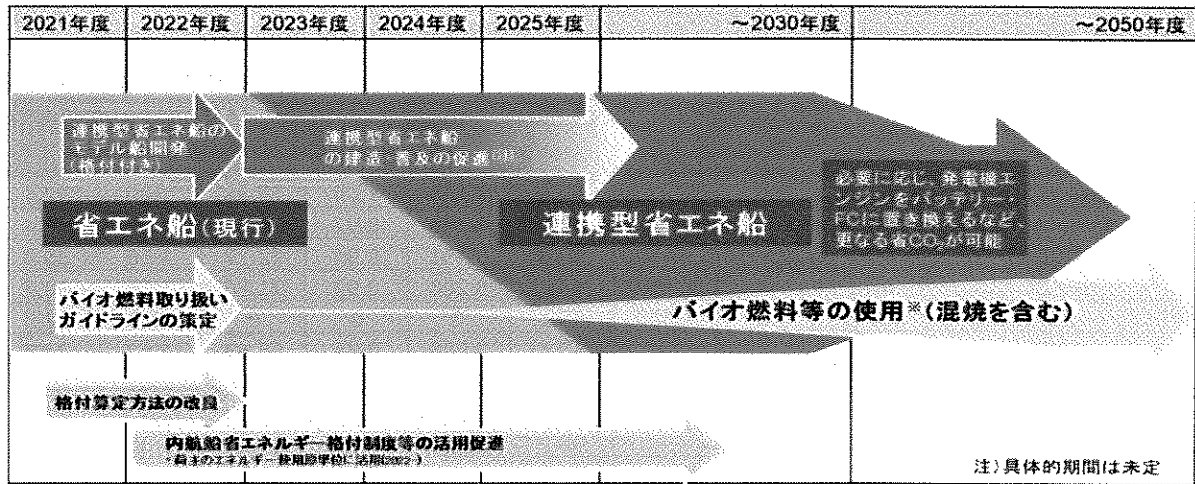 2021年度 2022年度 2023年度 2024年度 2025年度 ～2030年度 ～2050年度
連携型省エネ船の
モデル船開発
(格付付き)
連携型省エネ船
の建造・普及の促進
必要に応じ、発電機エ
ンジンをバッテリー・
FCに置き換えるなど、
更なる省CO₂が可能
省エネ船(現行)
連携型省エネ船
バイオ燃料取り扱い
ガイドラインの策定
バイオ燃料等の使用※(混焼を含む)
格付算定方法の改良
内航船省エネルギー格付制度等の活用促進
注)具体的期間は未定